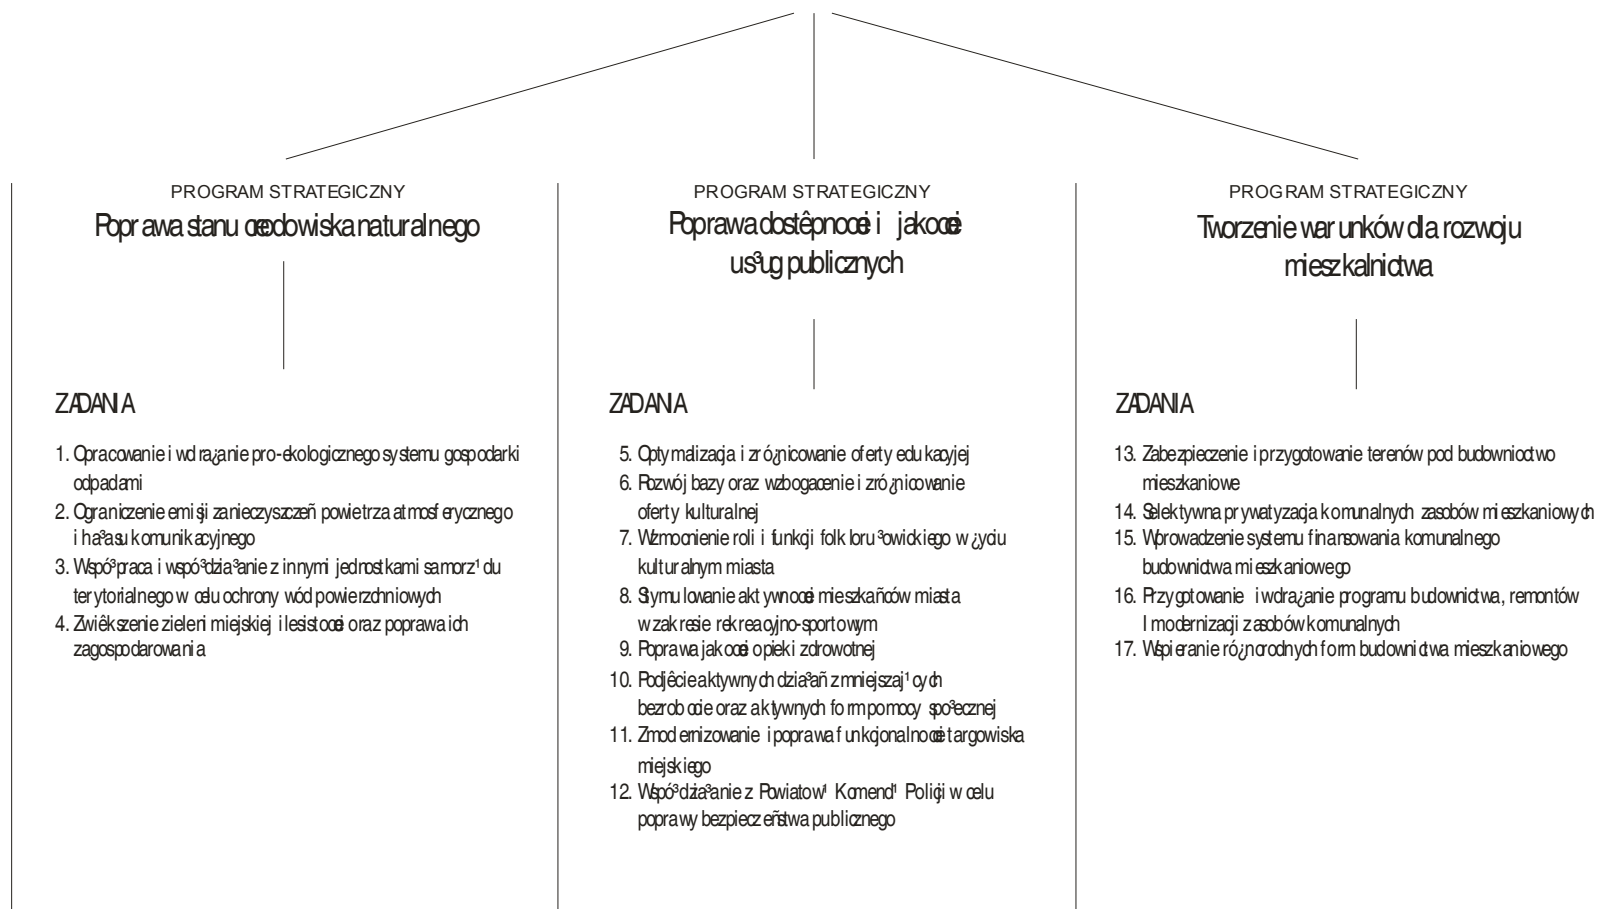 PROGRAM STRATEGICZNY
Poprawa stanu œrodowiska naturalnego
ZADANIA
1. Opracowanie i wdra¿anie pro-ekologicznego systemu gospodarki
odpadami
2. Ograniczenie emisji zanieczyszczeñ powietrza atmosferycznego
i ha³asu komunikacyjnego
3. Wspó³praca i wspó³dzia³anie z innymi jednostkami samorz¹du
terytorialnego w celu ochrony wód powierzchniowych
4. Zwiêkszenie zieleni miejskiej i lesistoœci oraz poprawa ich
zagospodarowania
PROGRAM STRATEGICZNY
Poprawa dostêpnoœci i jakoœci
us³ug publicznych
ZADANIA
5. Optymalizacja i zró¿nicowanie oferty edukacyjej
6. Rozwój bazy oraz wzbogacenie i zró¿nicowanie
oferty kulturalnej
7. Wzmocnienie roli i funkcji folkloru ³owickiego w ¿yciu
kulturalnym miasta
8. Stymulowanie aktywnoœci mieszkañców miasta
w zakresie rekreacyjno-sportowym
9. Poprawa jakoœci opieki zdrowotnej
10. Podjêcie aktywnych dzia³añ zmniejszaj¹cych
bezrobocie oraz aktywnych form pomocy spo³ecznej
11. Zmodernizowanie i poprawa funkcjonalnoœci targowiska
miejskiego
12. Wspó³dzia³anie z Powiatow¹ Komend¹ Policji w celu
poprawy bezpieczeñstwa publicznego
PROGRAM STRATEGICZNY
Tworzenie warunków dla rozwoju
mieszkalnictwa
ZADANIA
13. Zabezpieczenie i przygotowanie terenów pod budownictwo
mieszkaniowe
14. Selektywna prywatyzacja komunalnych zasobów mieszkaniowych
15. Wprowadzenie systemu finansowania komunalnego
budownictwa mieszkaniowego
16. Przygotowanie i wdra¿anie programu budownictwa, remontów
I modernizacji zasobów komunalnych
17. Wspieranie ró¿norodnych form budownictwa mieszkaniowego